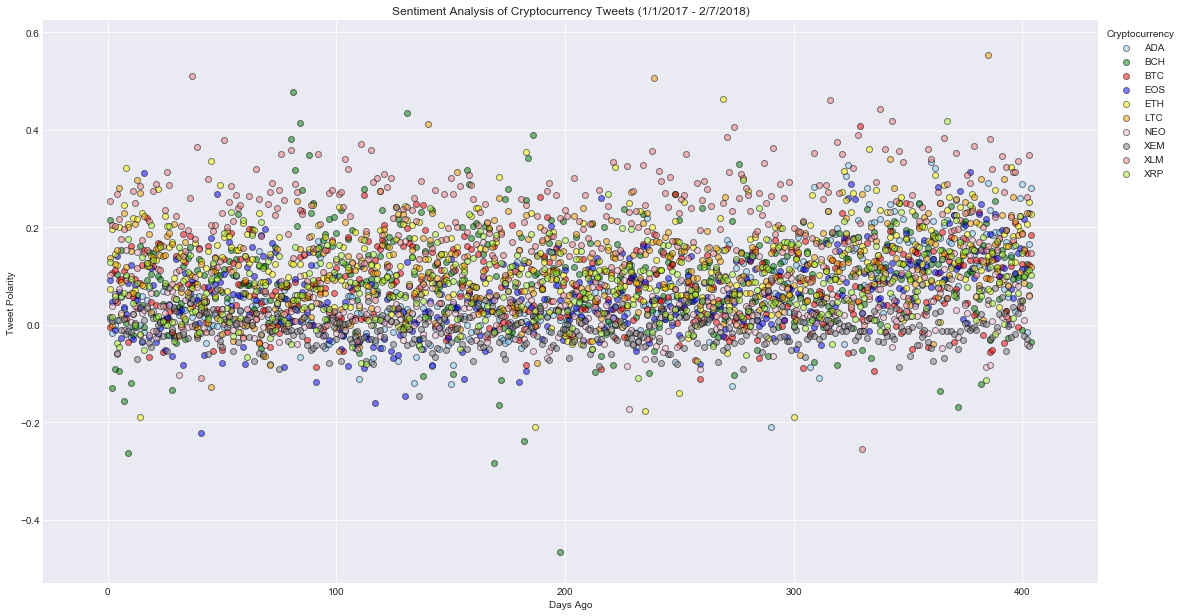 Sentiment Analysis of Cryptocurrency Tweets (1/1/2017 - 2/7/2018)
Cryptocurrency
ADA
BCH
BTC
EOS
ETH
LTC
NEO
XEM
XLM
XRP
Tweet Polarity
0.6
0.4
0.2
0.0
−0.2
−0.4
0
100
200
300
400
Days Ago